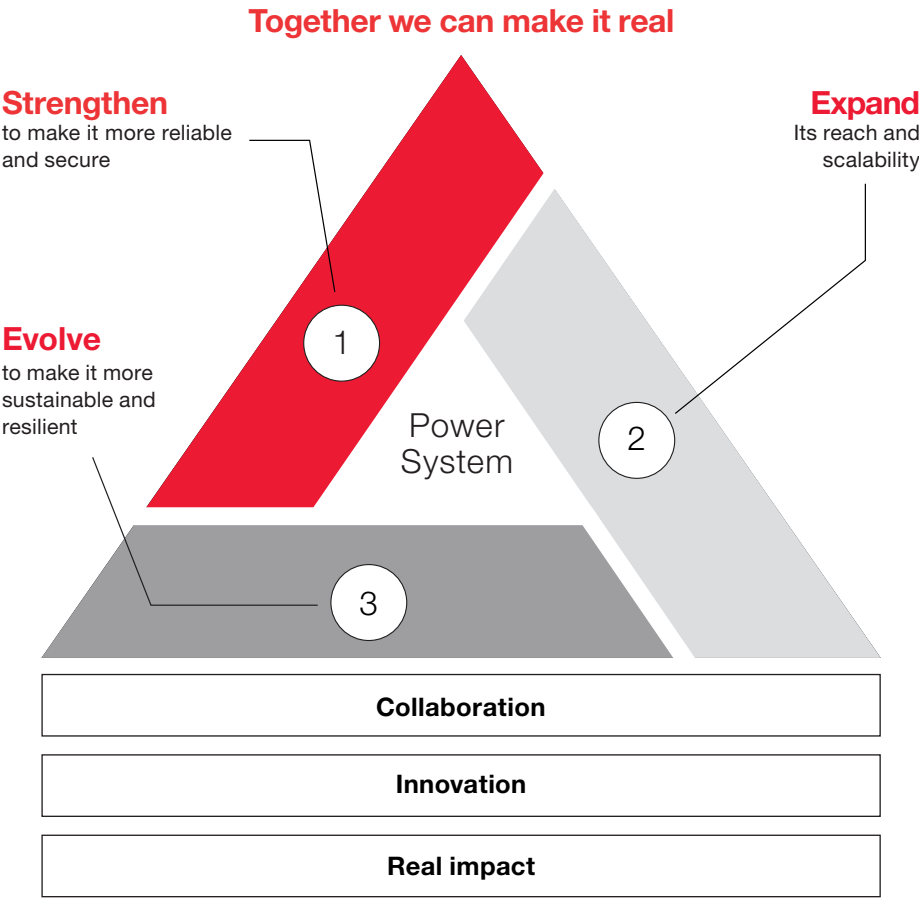 Together we can make it real
Strengthen
to make it more reliable
and secure
Expand
Its reach and
scalability
1
Evolve
to make it more
sustainable and
resilient
Power
System
2
3
Collaboration
Innovation
Real impact